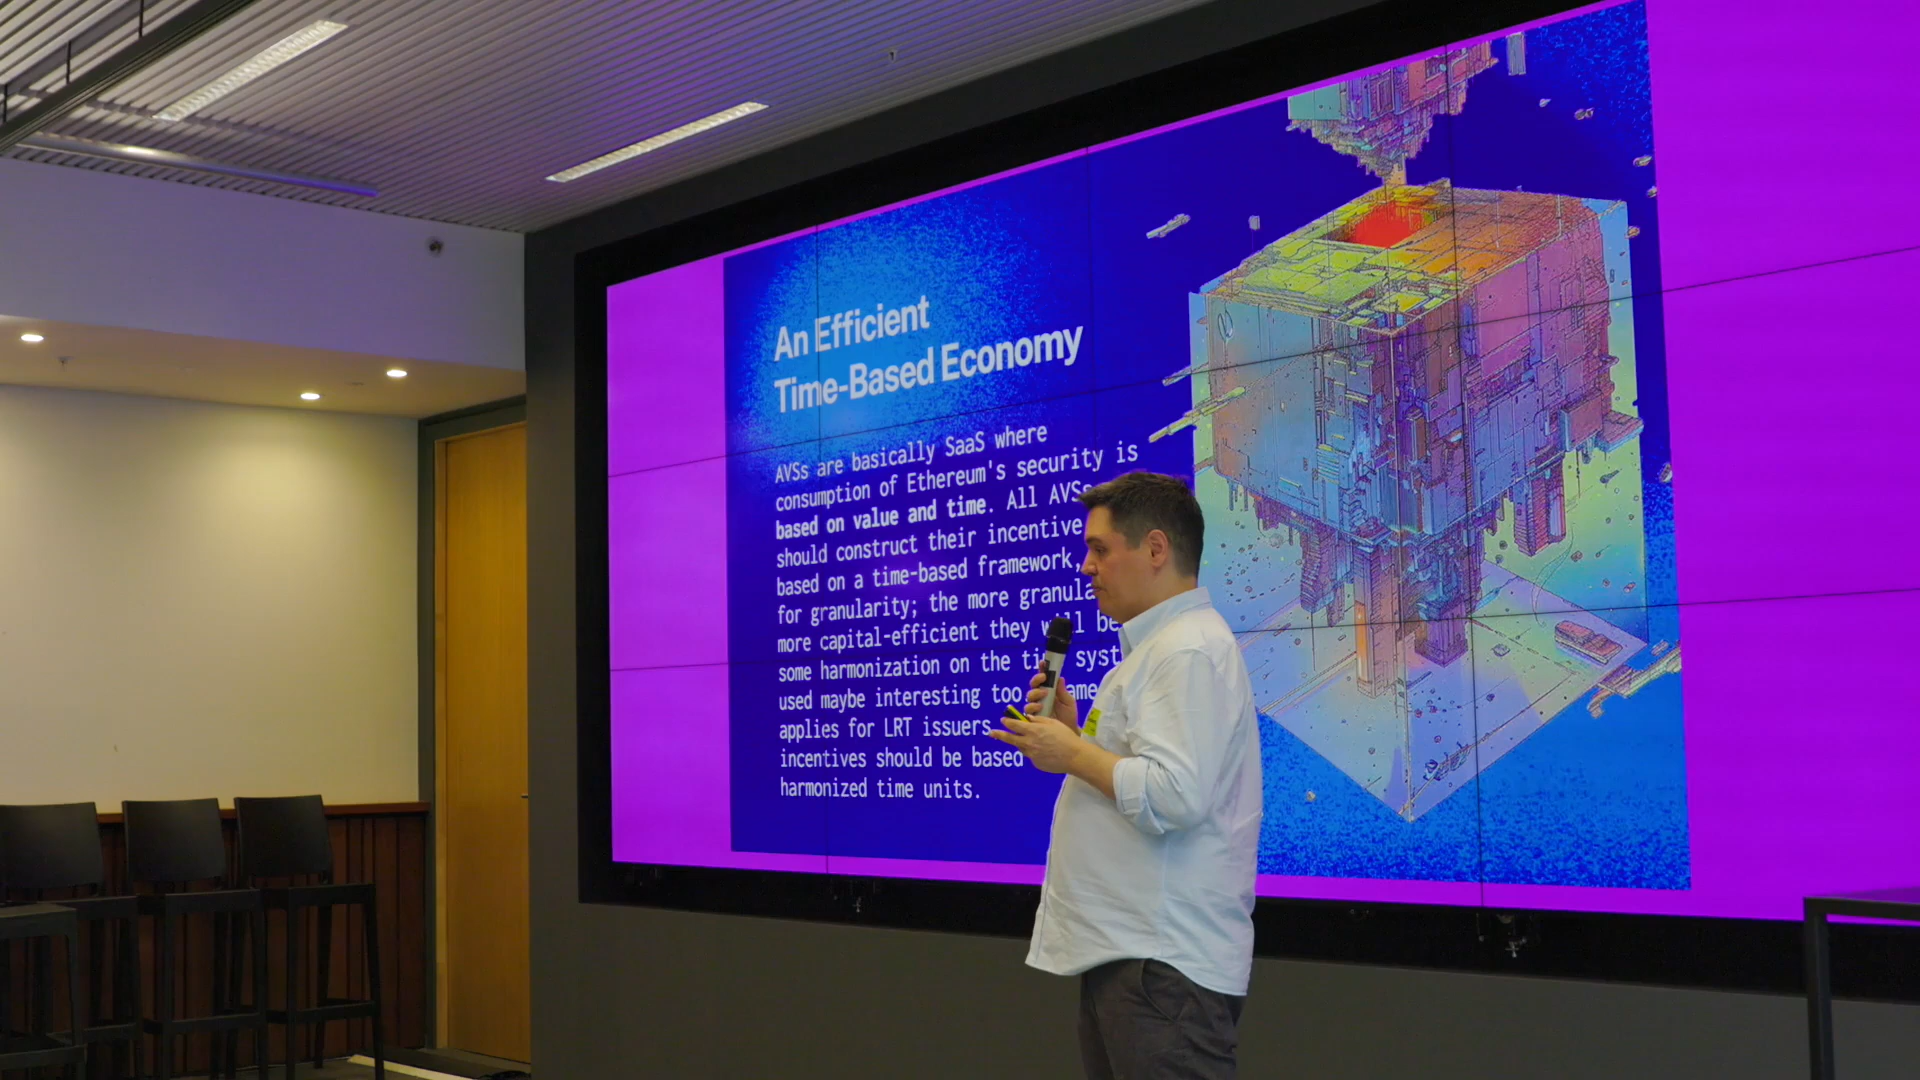 An Efficient
Time-Based Economy
AVSs are basically SaaS where
consumption of Ethereum's security is
based on value and time. All AVSs
should construct their incentive
based on a time-based framework,
for granularity; the more
more capital-efficient they will be
some harmonization on the
used maybe interesting too
applies for LRT issuers
incentives should be based
harmonized time units.